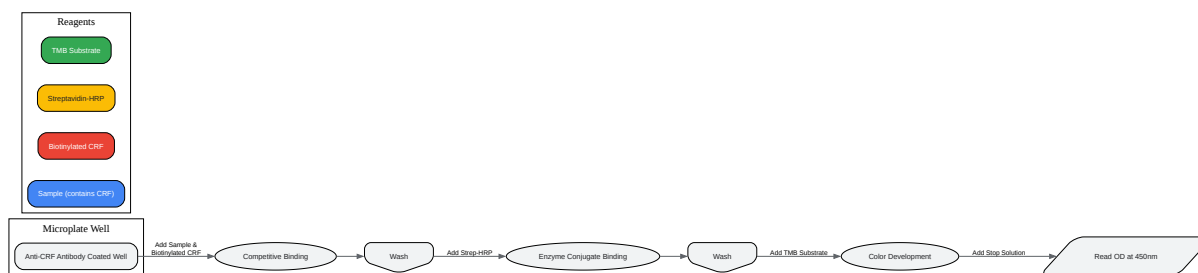 Reagents
TMB Substrate
Streptavidin-HRP
Biotinylated CRF
Sample (contains CRF)
Microplate Well
Anti-CRF Antibody Coated Well
Add Sample &
Biotinylated CRF
Competitive Binding
Wash
Add Strep-HRP
Enzyme Conjugate Binding
Wash
Add TMB Substrate
Color Development
Add Stop Solution
Read OD at 450nm